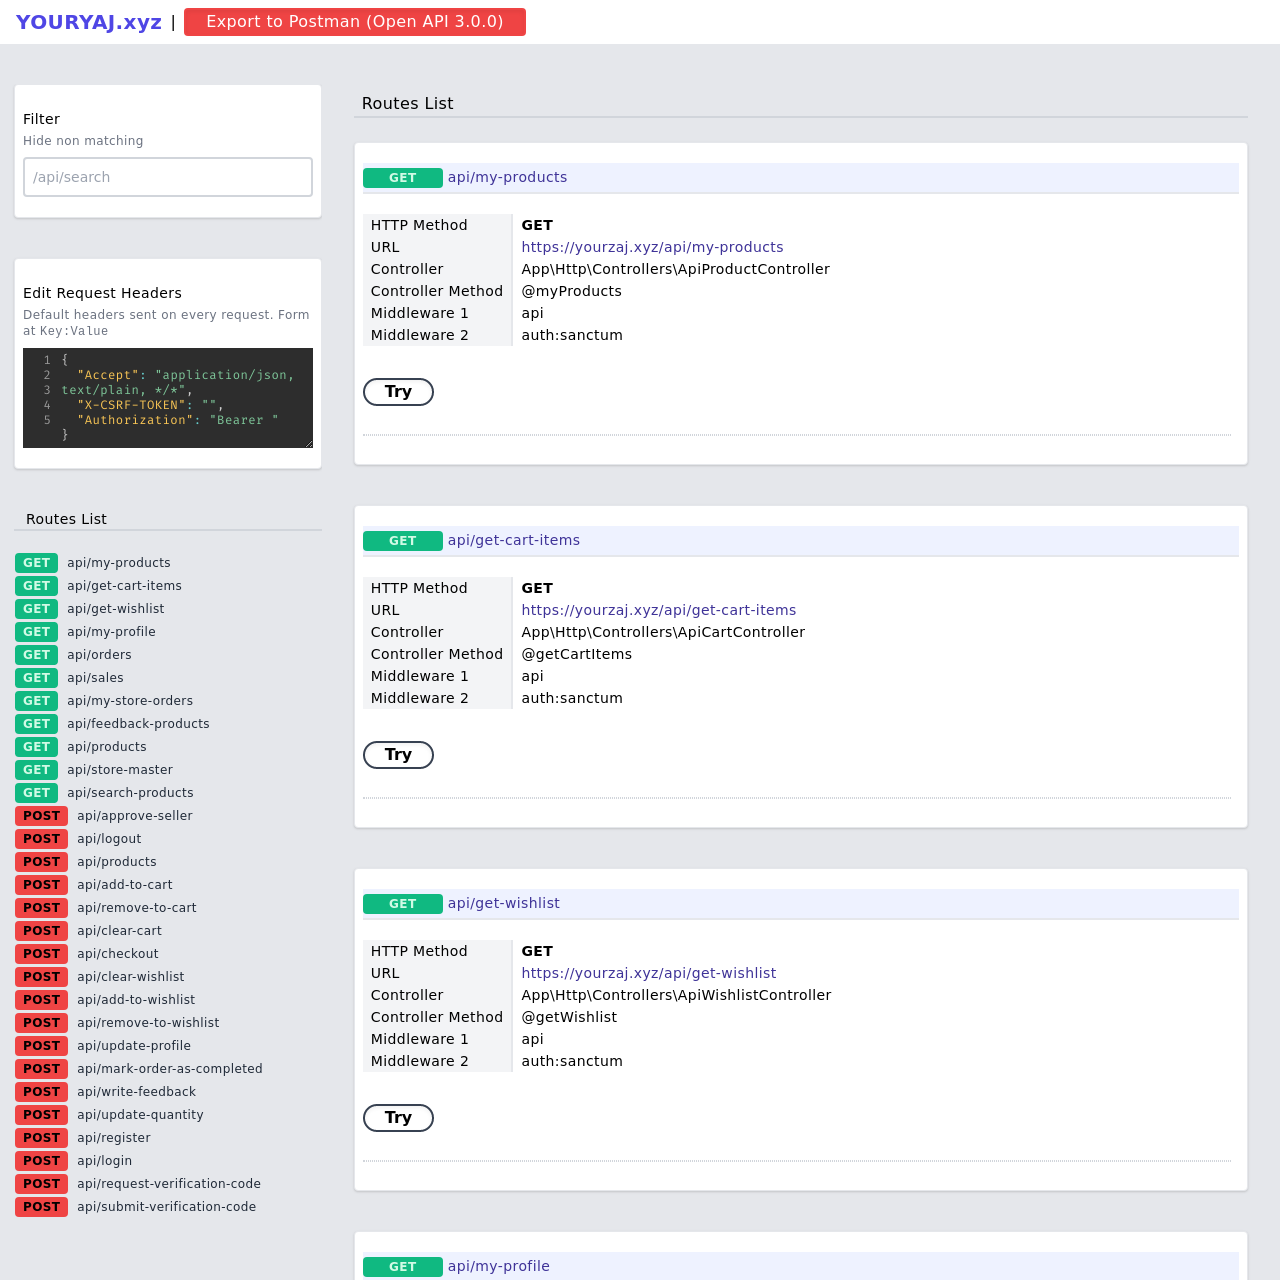 YOURYAJ.xyz | Export to Postman (Open API 3.0.0)
Filter
Hide non matching
/api/search
Edit Request Headers
Default headers sent on every request. Form
at Key:Value
1 {
2 "Accept": "application/json,
3 text/plain, */*",
4 "X-CSRF-TOKEN": "",
5 "Authorization": "Bearer "
}
Routes List
GET api/my-products
GET api/get-cart-items
GET api/get-wishlist
GET api/my-profile
GET api/orders
GET api/sales
GET api/my-store-orders
GET api/feedback-products
GET api/products
GET api/store-master
GET api/search-products
POST api/approve-seller
POST api/logout
POST api/products
POST api/add-to-cart
POST api/remove-to-cart
POST api/clear-cart
POST api/checkout
POST api/clear-wishlist
POST api/add-to-wishlist
POST api/remove-to-wishlist
POST api/update-profile
POST api/mark-order-as-completed
POST api/write-feedback
POST api/update-quantity
POST api/register
POST api/login
POST api/request-verification-code
POST api/submit-verification-code
Routes List
GET api/my-products
HTTP Method GET
URL https://yourzaj.xyz/api/my-products
Controller App\Http\Controllers\ApiProductController
Controller Method @myProducts
Middleware 1 api
Middleware 2 auth:sanctum
Try
GET api/get-cart-items
HTTP Method GET
URL https://yourzaj.xyz/api/get-cart-items
Controller App\Http\Controllers\ApiCartController
Controller Method @getCartItems
Middleware 1 api
Middleware 2 auth:sanctum
Try
GET api/get-wishlist
HTTP Method GET
URL https://yourzaj.xyz/api/get-wishlist
Controller App\Http\Controllers\ApiWishlistController
Controller Method @getWishlist
Middleware 1 api
Middleware 2 auth:sanctum
Try
GET api/my-profile